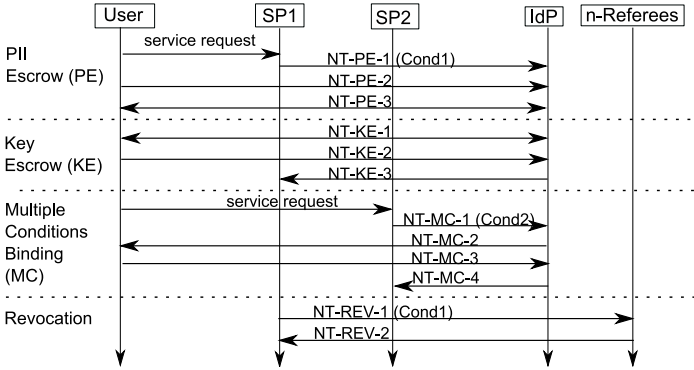 User SP1 SP2 IdP n-Referees
PII
Escrow (PE)
service request
NT-PE-1 (Cond1)
NT-PE-2
NT-PE-3
Key
Escrow (KE)
NT-KE-1
NT-KE-2
NT-KE-3
Multiple
Conditions
Binding
(MC)
service request
NT-MC-1 (Cond2)
NT-MC-2
NT-MC-3
NT-MC-4
Revocation
NT-REV-1 (Cond1)
NT-REV-2